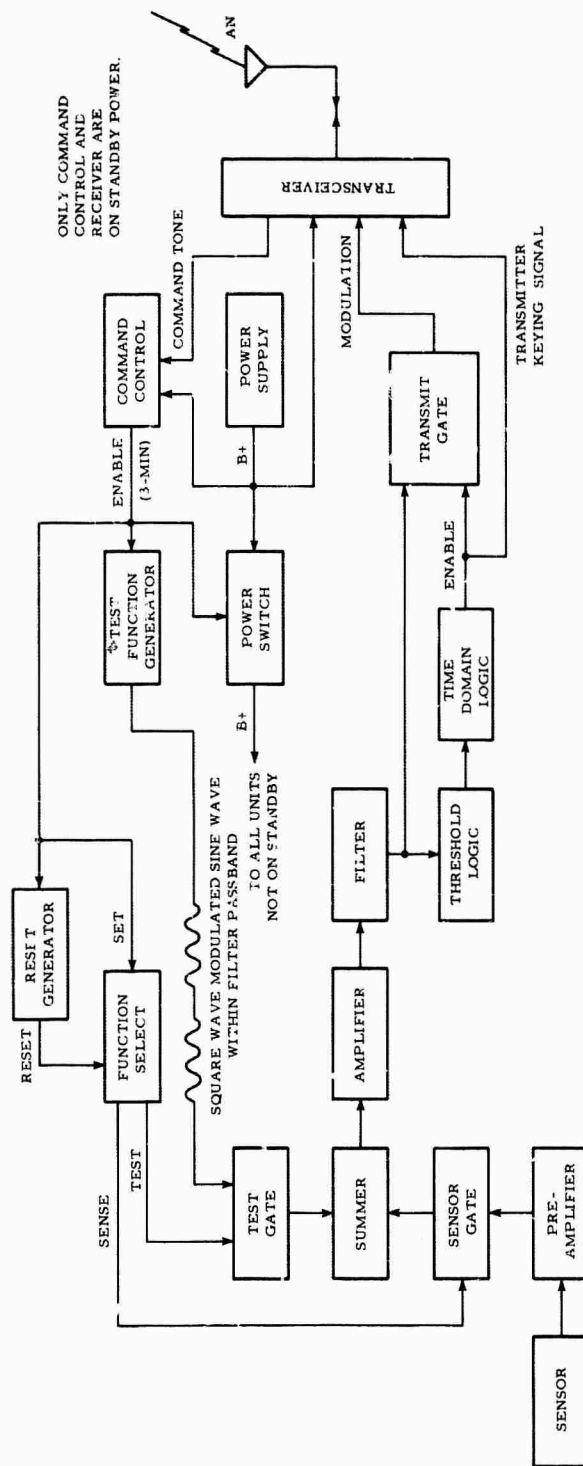 ONLY COMMAND
CONTROL AND
RECEIVER ARE
ON STANDBY POWER.
AN
TRANSCEIVER
COMMAND TONE
MODULATION
TRANSMITTER
KEYING SIGNAL
COMMAND
CONTROL
POWER
SUPPLY
TRANSMIT
GATE
ENABLE
(3-MIN)
B+
ENABLE
TEST
FUNCTION
GENERATOR
POWER
SWITCH
TIME
DOMAIN
LOGIC
B+
TO ALL UNITS
NOT ON STANDBY
FILTER
THRESHOLD
LOGIC
SQUARE WAVE MODULATED SINE WAVE
WITHIN FILTER PASSBAND
RESET
GENERATOR
SET
RESET
FUNCTION
SELECT
AMPLIFIER
SENSE
TEST
TEST
GATE
SUMMER
SENSOR
GATE
PRE-
AMPLIFIER
SENSOR